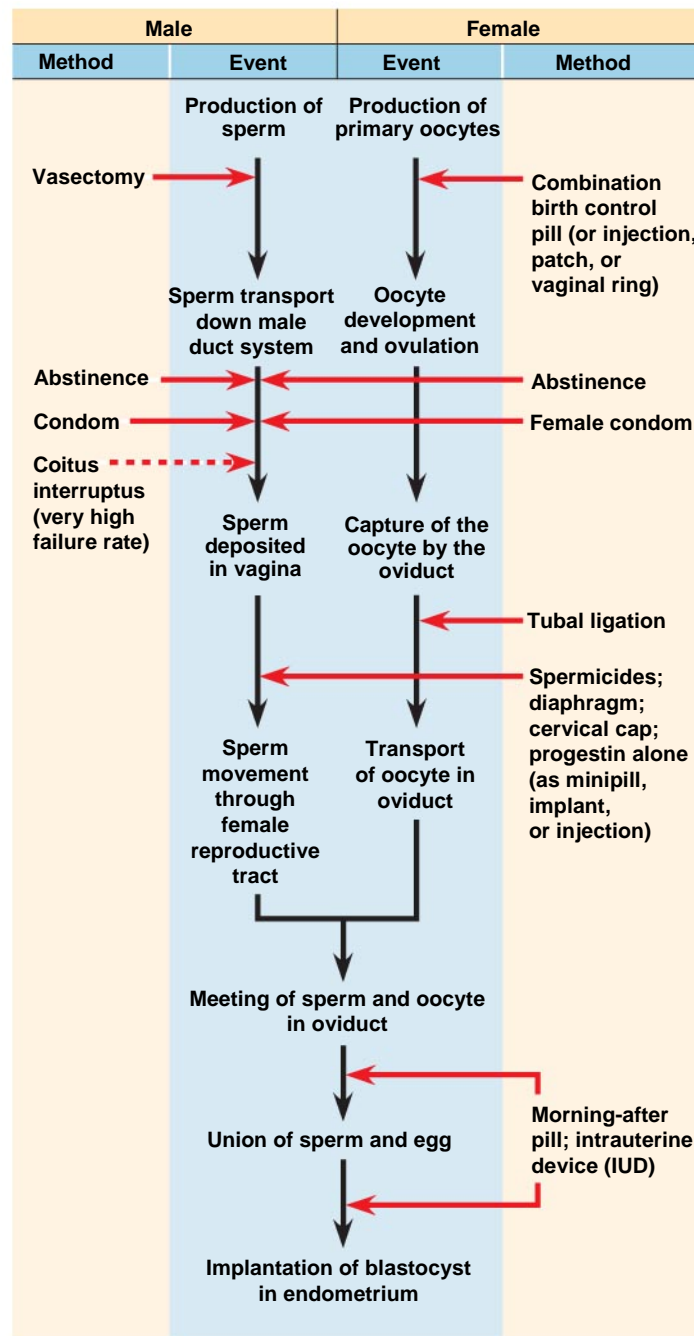 Male Female
Method Event Event Method
Production of
sperm
Production of
primary oocytes
Vasectomy
Combination
birth control
pill (or injection,
patch, or
vaginal ring)
Sperm transport
down male
duct system
Oocyte
development
and ovulation
Abstinence
Abstinence
Condom
Female condom
Coitus
interruptus
(very high
failure rate)
Sperm
deposited
in vagina
Capture of the
oocyte by the
oviduct
Tubal ligation
Spermicides;
diaphragm;
cervical cap;
progestin alone
(as minipill,
implant,
or injection)
Sperm
movement
through
female
reproductive
tract
Transport
of oocyte in
oviduct
Meeting of sperm and oocyte
in oviduct
Morning-after
pill; intrauterine
device (IUD)
Union of sperm and egg
Implantation of blastocyst
in endometrium